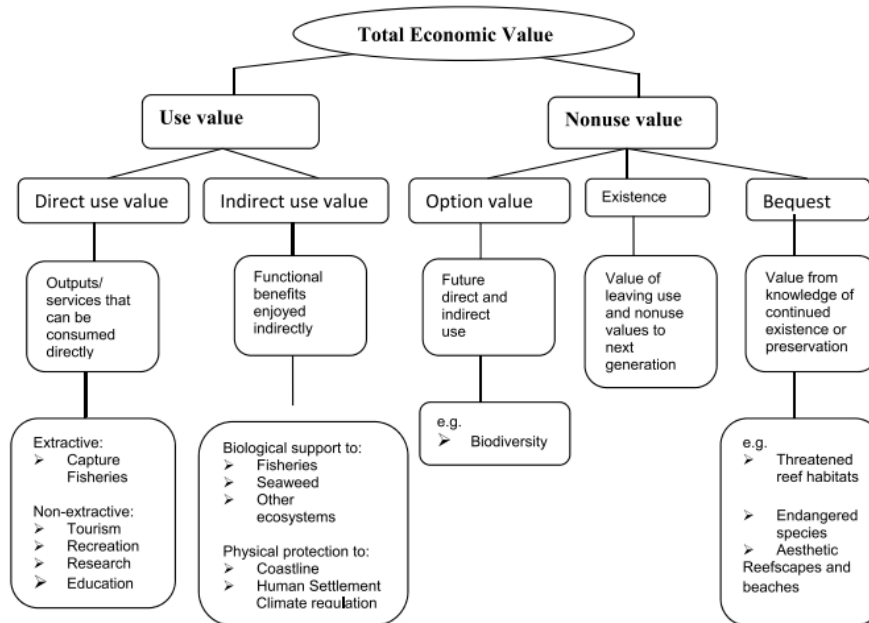 Total Economic Value
Use value
Nonuse value
Direct use value
Indirect use value
Option value
Existence
Bequest
Outputs/
services that
can be
consumed
directly
Functional
benefits
enjoyed
indirectly
Future
direct and
indirect
use
Value of
leaving use
and nonuse
values to
next
generation
Value from
knowledge of
continued
existence or
preservation
Extractive:
➢ Capture
Fisheries
Non-extractive:
➢ Tourism
➢ Recreation
➢ Research
➢ Education
Biological support to:
➢ Fisheries
➢ Seaweed
➢ Other
ecosystems
Physical protection to:
➢ Coastline
➢ Human Settlement
Climate regulation
e.g.
➢ Biodiversity
e.g.
➢ Threatened
reef habitats
➢ Endangered
species
➢ Aesthetic
Reefscapes and
beaches